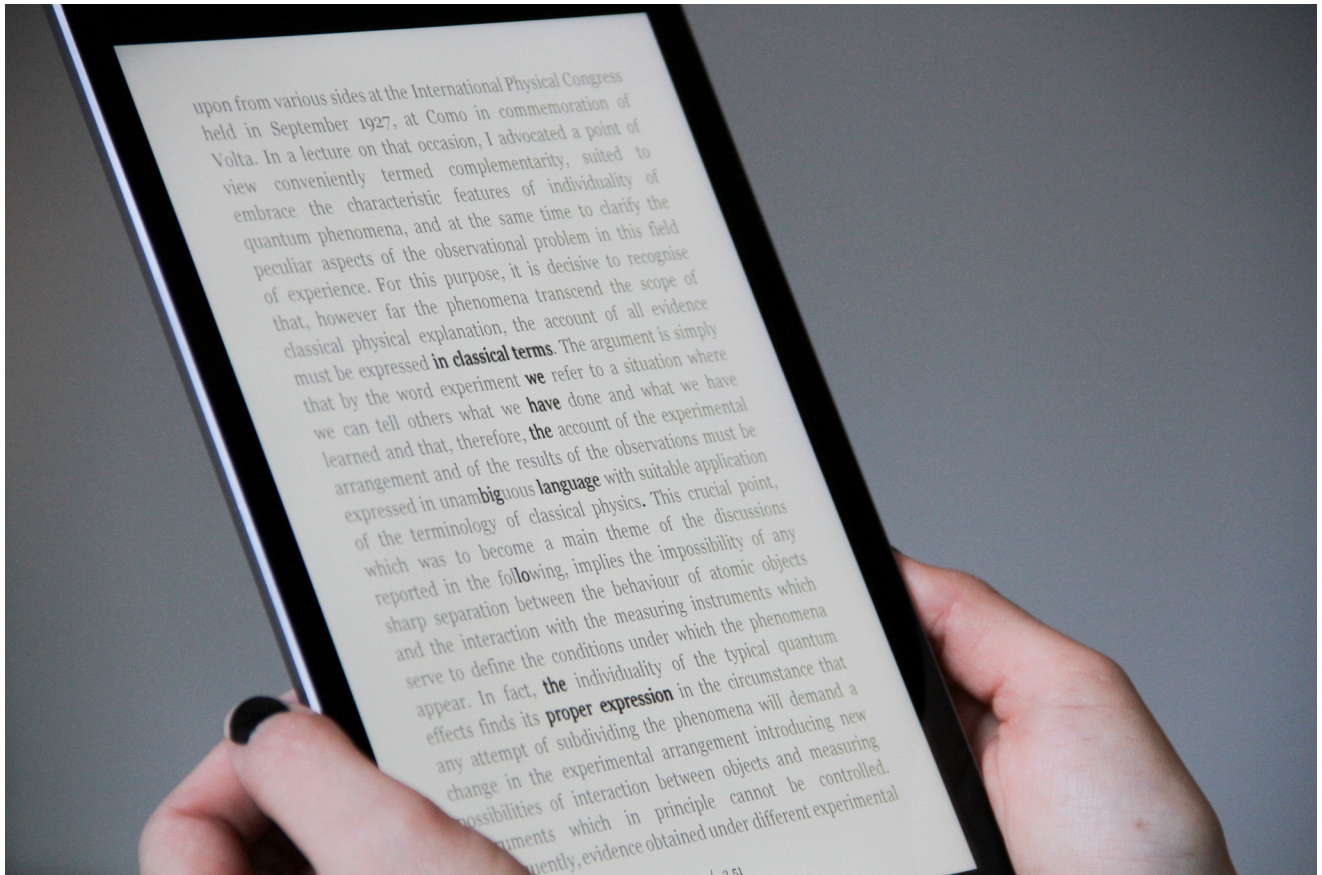 upon from various sides at the International Physical Congress
held in September 1927, at Como in commemoration of
Volta. In a lecture on that occasion, I advocated a point of
view conveniently termed complementarity, suited to
embrace the characteristic features of individuality of
quantum phenomena, and at the same time to clarify the
peculiar aspects of the observational problem in this field
of experience. For this purpose, it is decisive to recognise
that, however far the phenomena transcend the scope of
classical physical explanation, the account of all evidence
must be expressed in classical terms. The argument is simply
that by the word experiment we refer to a situation where
we can tell others what we have done and what we have
learned and that, therefore, the account of the experimental
arrangement and of the results of the observations must be
expressed in unambiguous language with suitable application
of the terminology of classical physics. This crucial point,
which was to become a main theme of the discussions
reported in the following, implies the impossibility of any
sharp separation between the behaviour of atomic objects
and the interaction with the measuring instruments which
serve to define the conditions under which the phenomena
appear. In fact, the individuality of the typical quantum
effects finds its proper expression in the circumstance that
any attempt of subdividing the phenomena will demand a
change in the experimental arrangement introducing new
possibilities of interaction between objects and measuring
uments which in principle cannot be controlled.
uently, evidence obtained under different experimental